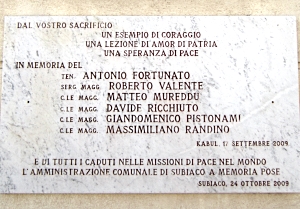 DAL VOSTRO SACRIFICIO
UN ESEMPIO DI CORAGGIO
UNA LEZIONE DI AMOR DI PATRIA
UNA SPERANZA DI PACE
IN MEMORIA DEL
TEN. ANTONIO FORTUNATO
SERG. MAGG. ROBERTO VALENTE
C.LE MAGG. MATTEO MUREDDU
C.LE MAGG. DAVIDE RICCHIUTO
C.LE MAGG. GIANDOMENICO PISTONAMI
C.LE MAGG. MASSIMILIANO RANDINO
KABUL, 17 SETTEMBRE 2009
E DI TUTTI I CADUTI NELLE MISSIONI DI PACE NEL MONDO
L'AMMINISTRAZIONE COMUNALE DI SUBIACO A MEMORIA POSE
SUBIACO, 24 OTTOBRE 2009